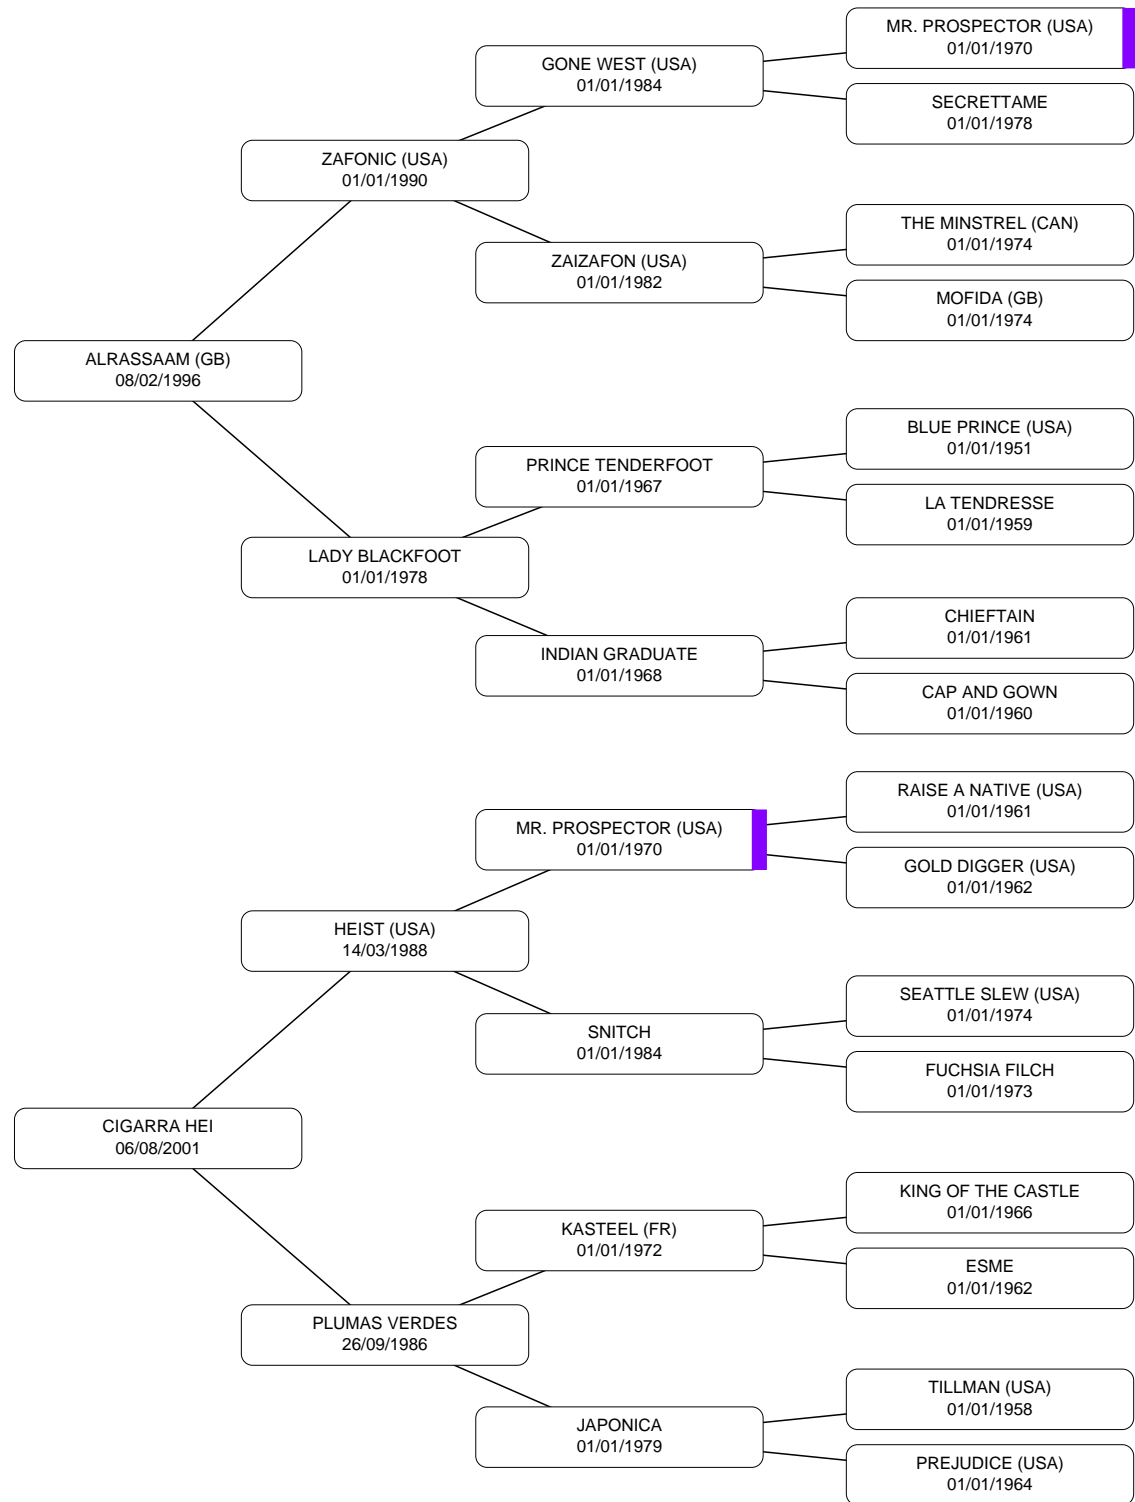 MR. PROSPECTOR (USA)
01/01/1970
GONE WEST (USA)
01/01/1984
SECRETTAME
01/01/1978
ZAFONIC (USA)
01/01/1990
THE MINSTREL (CAN)
01/01/1974
ZAIZAFON (USA)
01/01/1982
MOFIDA (GB)
01/01/1974
ALRASSAAM (GB)
08/02/1996
BLUE PRINCE (USA)
01/01/1951
PRINCE TENDERFOOT
01/01/1967
LA TENDRESSE
01/01/1959
LADY BLACKFOOT
01/01/1978
CHIEFTAIN
01/01/1961
INDIAN GRADUATE
01/01/1968
CAP AND GOWN
01/01/1960
RAISE A NATIVE (USA)
01/01/1961
MR. PROSPECTOR (USA)
01/01/1970
GOLD DIGGER (USA)
01/01/1962
HEIST (USA)
14/03/1988
SEATTLE SLEW (USA)
01/01/1974
SNITCH
01/01/1984
FUCHSIA FILCH
01/01/1973
CIGARRA HEI
06/08/2001
KING OF THE CASTLE
01/01/1966
KASTEEL (FR)
01/01/1972
ESME
01/01/1962
PLUMAS VERDES
26/09/1986
TILLMAN (USA)
01/01/1958
JAPONICA
01/01/1979
PREJUDICE (USA)
01/01/1964